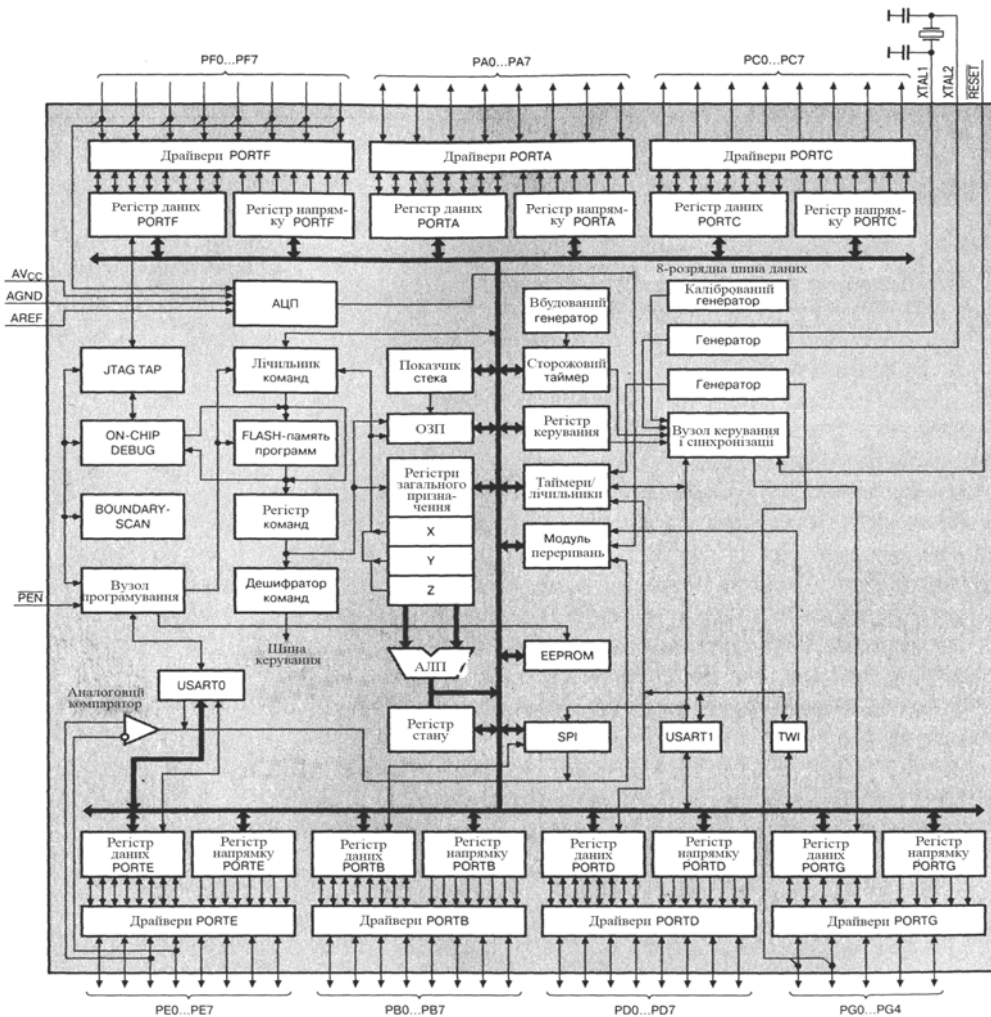 PF0...PF7
PA0...PA7
PC0...PC7
XTAL1
XTAL2
RESET
Драйвери PORTF
Драйвери PORTA
Драйвери PORTC
Регістр даних
PORTF
Регістр напрям-
ку PORTF
Регістр даних
PORTA
Регістр напрям-
ку PORTA
Регістр даних
PORTC
Регістр напрям-
ку PORTC
8-розрядна шина даних
AVCC
AGND
AREF
АЦП
Вбудований
генератор
Калібрований
генератор
Генератор
JTAG TAP
Лічильник
команд
Показчик
стека
Сторожовий
таймер
Генератор
ON-CHIP
DEBUG
FLASH-память
программ
ОЗП
Регістр
керування
Вузол керування
і синхронізації
BOUNDARY-
SCAN
Регістр
команд
Регістри
загального
призна-
чення
X
Y
Z
Таймери/
лічильники
Модуль
переривань
PEN
Вузол
програмування
Дешифратор
команд
Шина
керування
АЛП
EEPROM
USART0
Аналоговий
компаратор
Регістр
стану
SPI
USART1
TWI
Регістр
даних
PORTE
Регістр
напрямку
PORTE
Регістр
даних
PORTB
Регістр
напрямку
PORTB
Регістр
даних
PORTD
Регістр
напрямку
PORTD
Регістр
даних
PORTG
Регістр
напрямку
PORTG
Драйвери PORTE
Драйвери PORTB
Драйвери PORTD
Драйвери PORTG
PE0...PE7
PB0...PB7
PD0...PD7
PG0...PG4